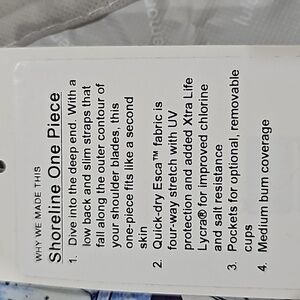 WHY WE MADE THIS
Shoreline One Piece
1. Dive into the deep end. With a
low back and slim straps that
fall along the outer contour of
your shoulder blades, this
one-piece fits like a second
skin
2. Quick-dry Esca™ fabric is
four-way stretch with UV
protection and added Xtra Life
Lycra® for improved chlorine
and salt resistance
3. Pockets for optional, removable
cups
4. Medium bum coverage